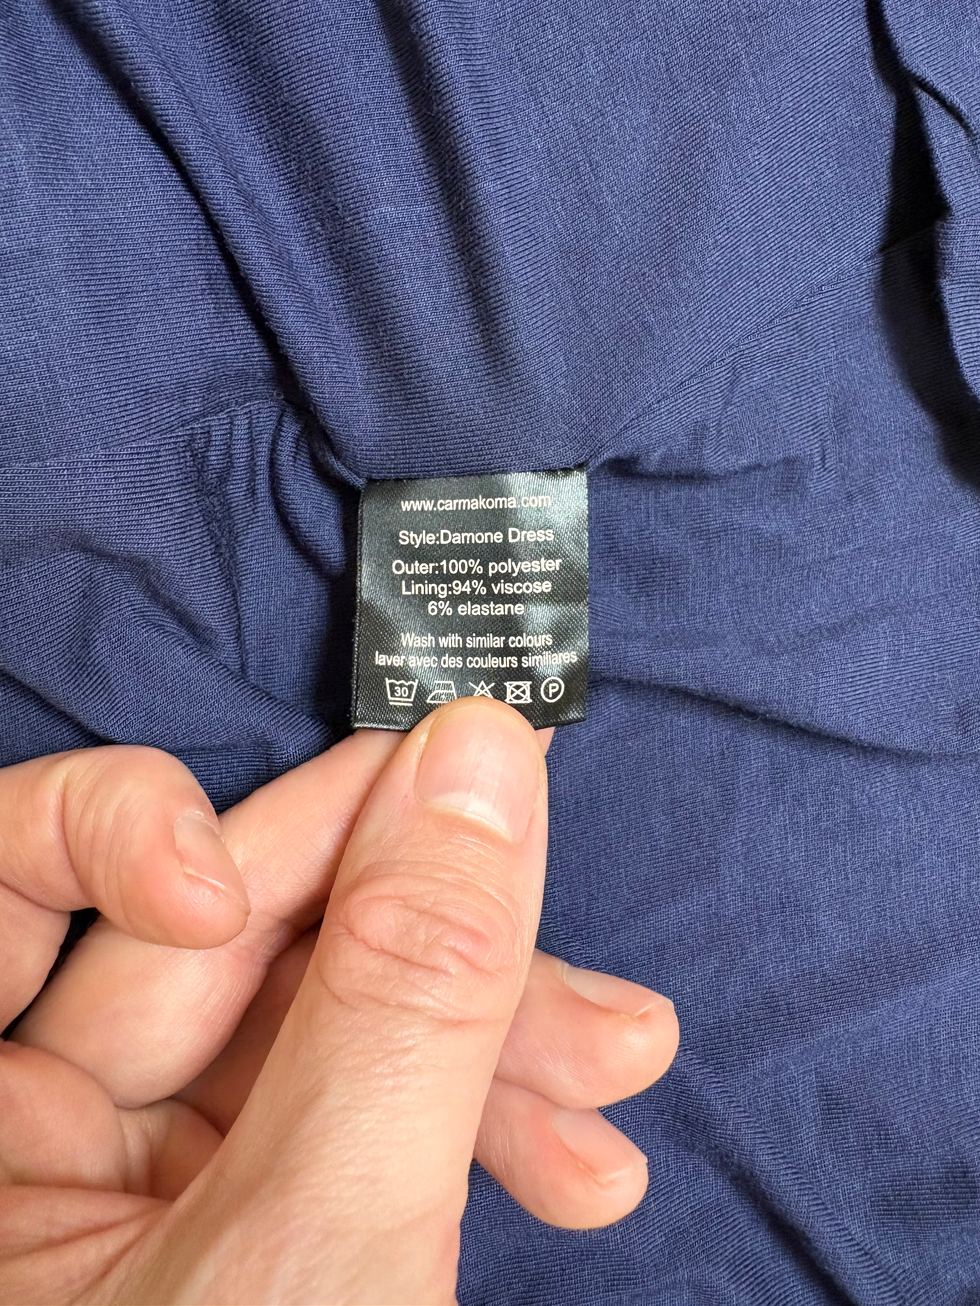 www.carmakoma.com
Style:Damone Dress
Outer:100% polyester
Lining:94% viscose
6% elastane
Wash with similar colours
laver avec des couleurs similiares
30 P